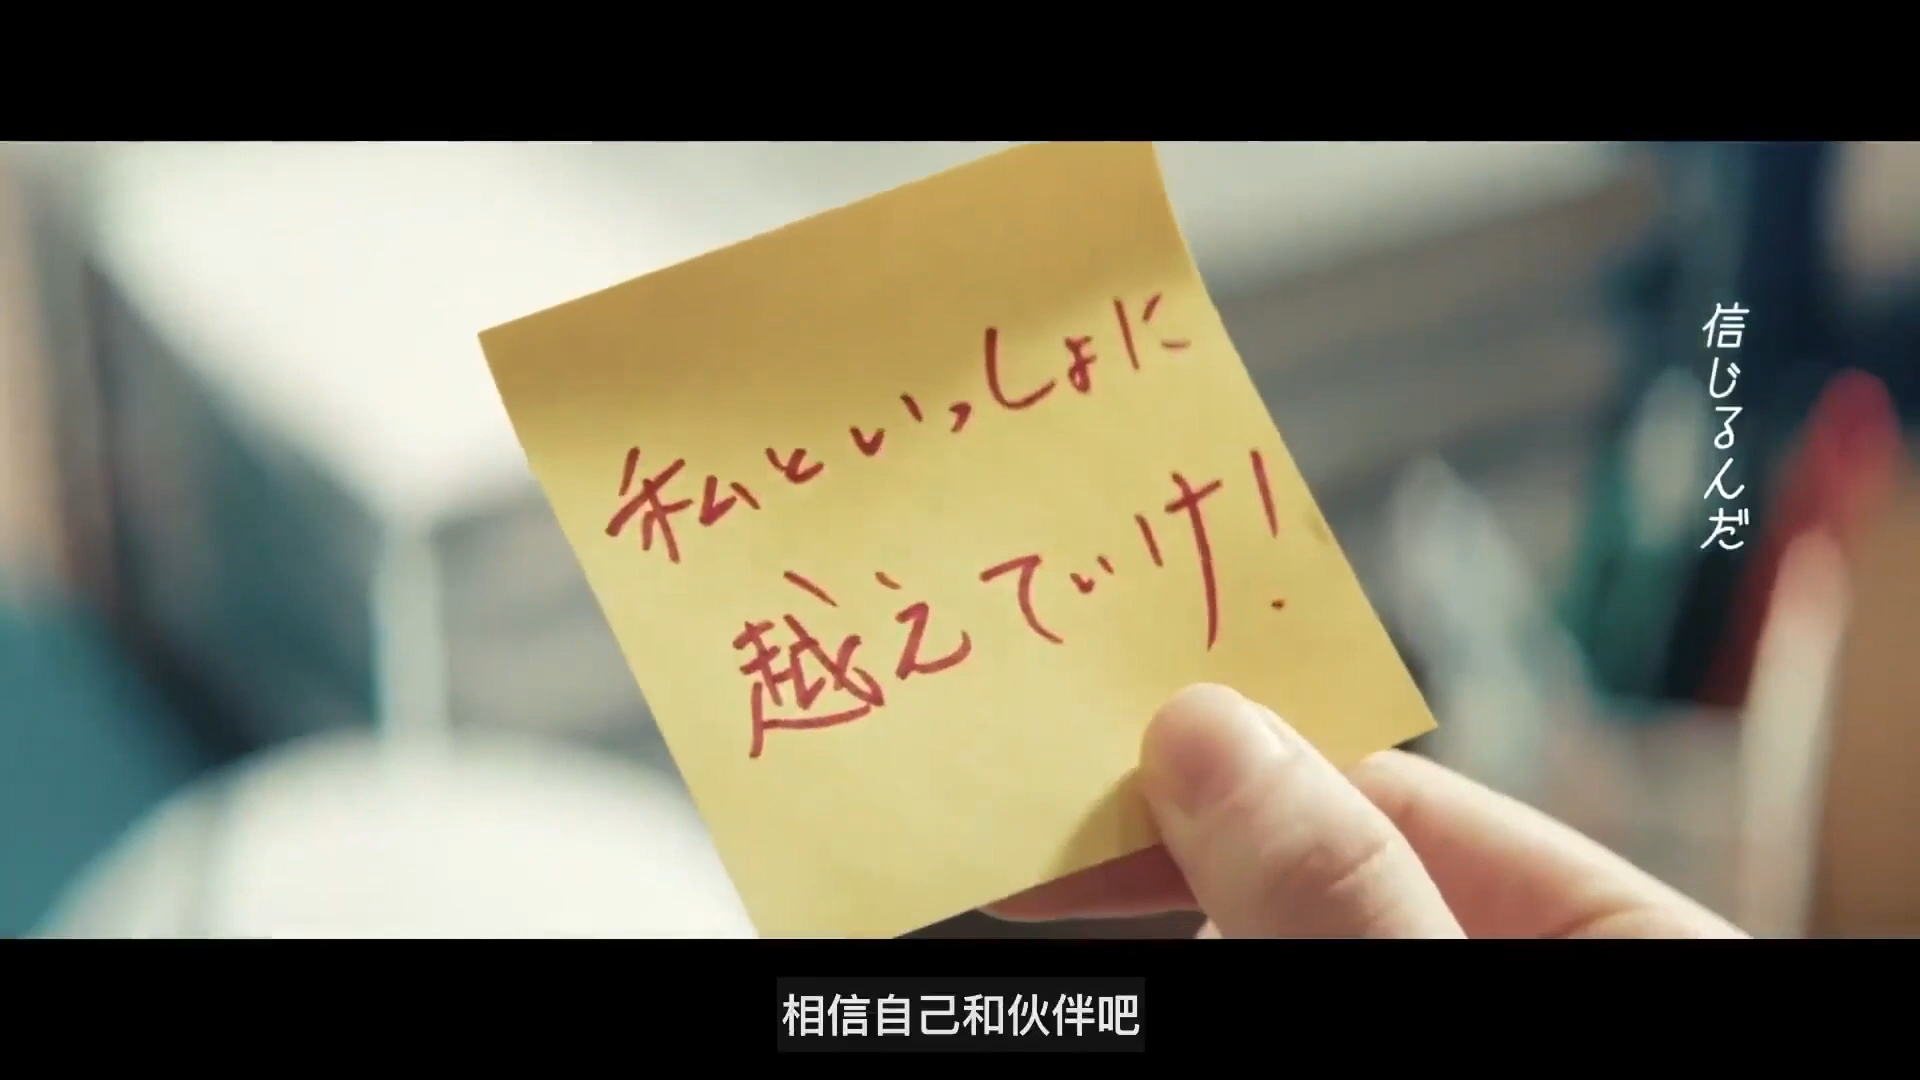 私といっしょに
越えていけ!
信じるんだ
相信自己和伙伴吧